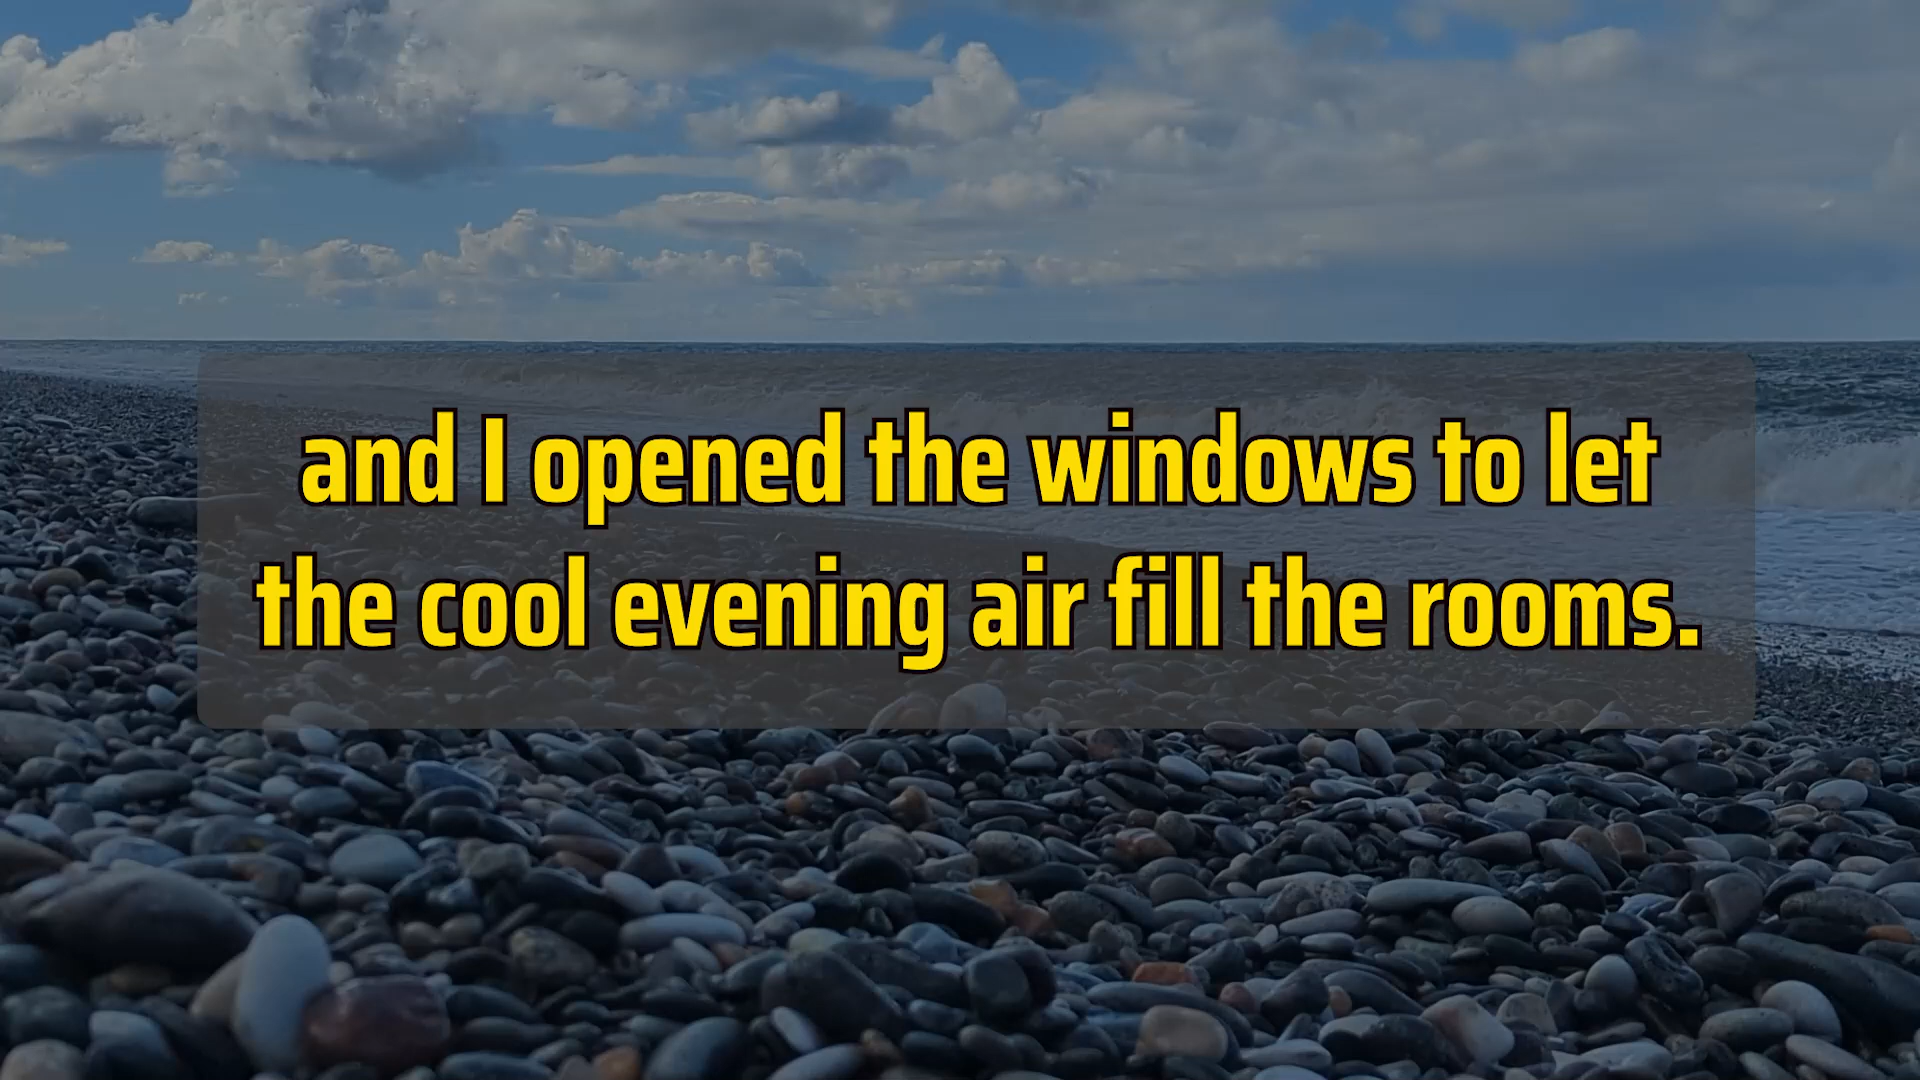 and I opened the windows to let
the cool evening air fill the rooms.